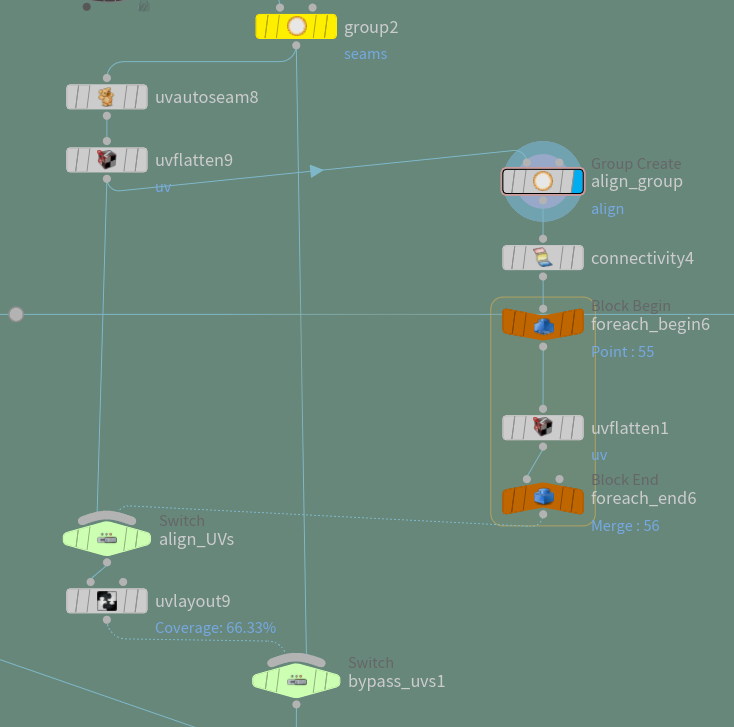 group2
seams
uvautoseam8
uvflatten9
uv
Group Create
align_group
align
connectivity4
Block Begin
foreach_begin6
Point : 55
uvflatten1
uv
Block End
foreach_end6
Merge : 56
Switch
align_UVs
uvlayout9
Coverage: 66.33%
Switch
bypass_uvs1